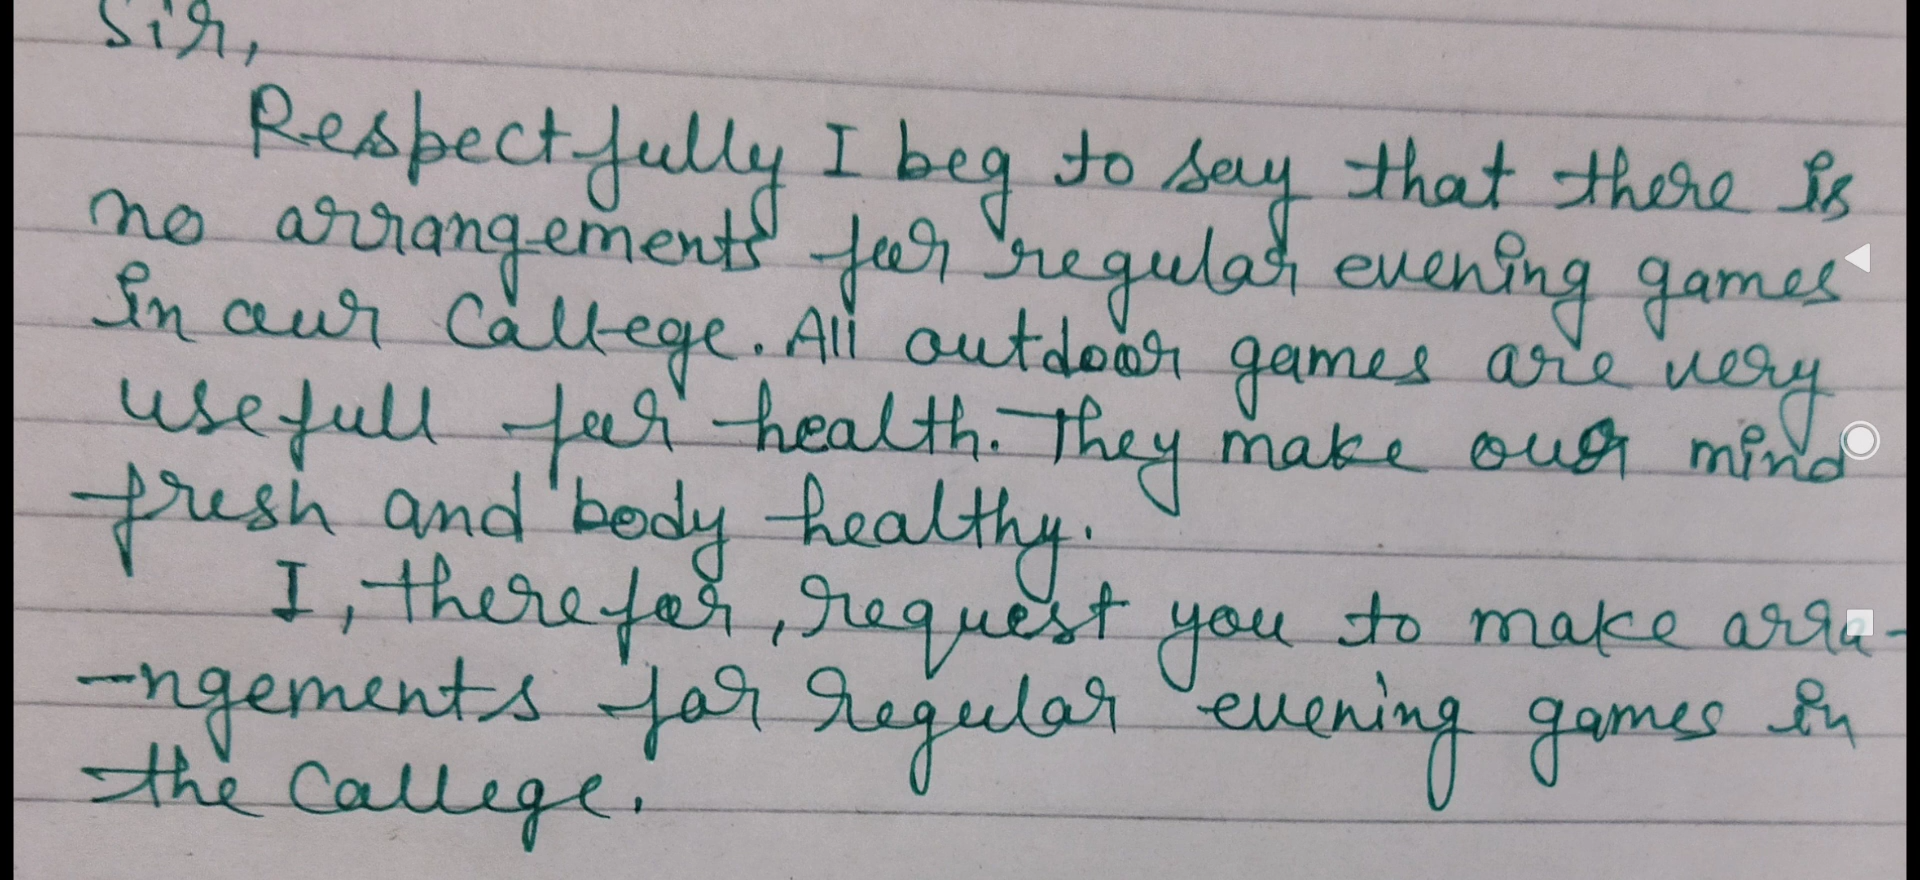 Sir,
Respectfully I beg to say that there is
no arrangements for regular evening games
in our College. All outdoor games are very
usefull for health. They make our mind
fresh and body healthy.
I, therefor, request you to make arra-
-ngements for regular evening games in
the College.